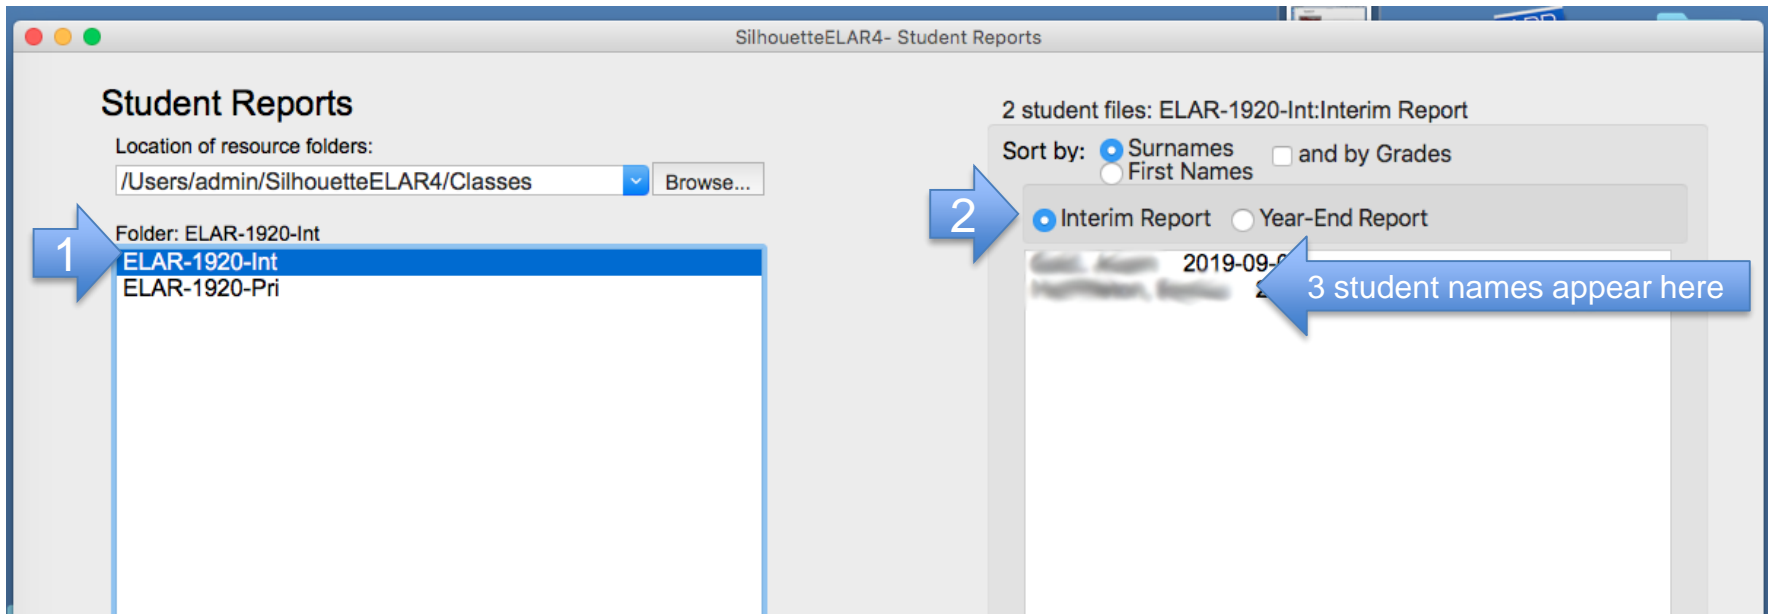 SilhouetteELAR4- Student Reports
Student Reports
Location of resource folders:
/Users/admin/SilhouetteELAR4/Classes
Browse...
Folder: ELAR-1920-Int
1
ELAR-1920-Int
ELAR-1920-Pri
2 student files: ELAR-1920-Int:Interim Report
Sort by: Surnames and by Grades
First Names
2
Interim Report Year-End Report
3 student names appear here